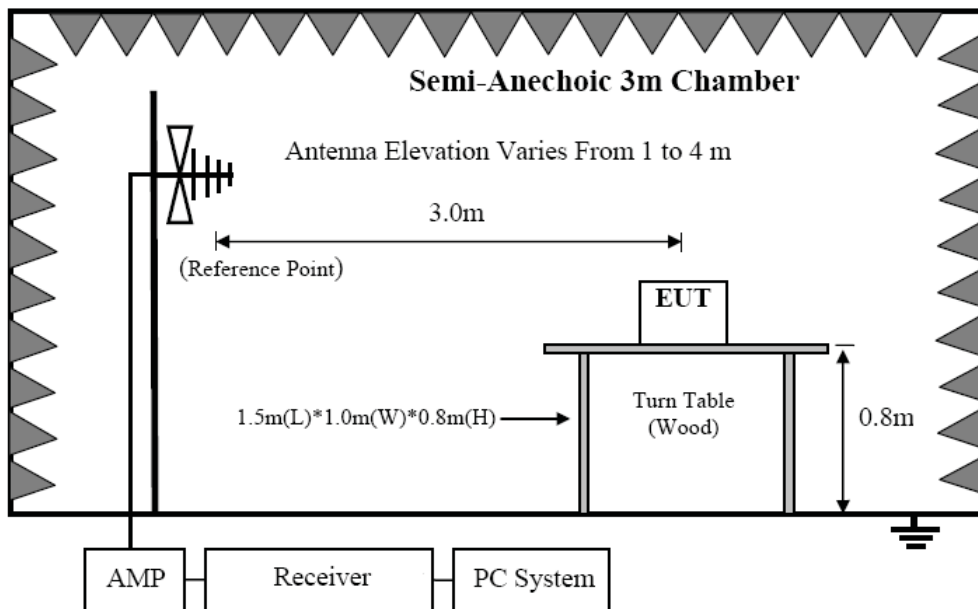 Semi-Anechoic 3m Chamber
Antenna Elevation Varies From 1 to 4 m
3.0m
(Reference Point)
EUT
1.5m(L)*1.0m(W)*0.8m(H)
Turn Table
(Wood)
0.8m
AMP
Receiver
PC System